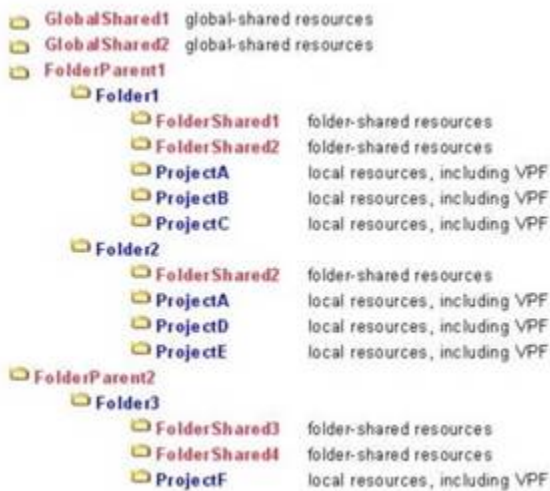 GlobalShared1 global-shared resources
GlobalShared2 global-shared resources
FolderParent1
Folder1
FolderShared1 folder-shared resources
FolderShared2 folder-shared resources
ProjectA local resources, including VPF
ProjectB local resources, including VPF
ProjectC local resources, including VPF
Folder2
FolderShared2 folder-shared resources
ProjectA local resources, including VPF
ProjectD local resources, including VPF
ProjectE local resources, including VPF
FolderParent2
Folder3
FolderShared3 folder-shared resources
FolderShared4 folder-shared resources
ProjectF local resources, including VPF